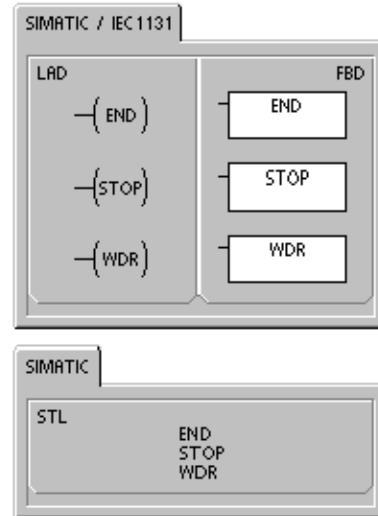 SIMATIC / IEC1131
LAD FBD
END END
STOP STOP
WDR WDR
SIMATIC
STL
END
STOP
WDR